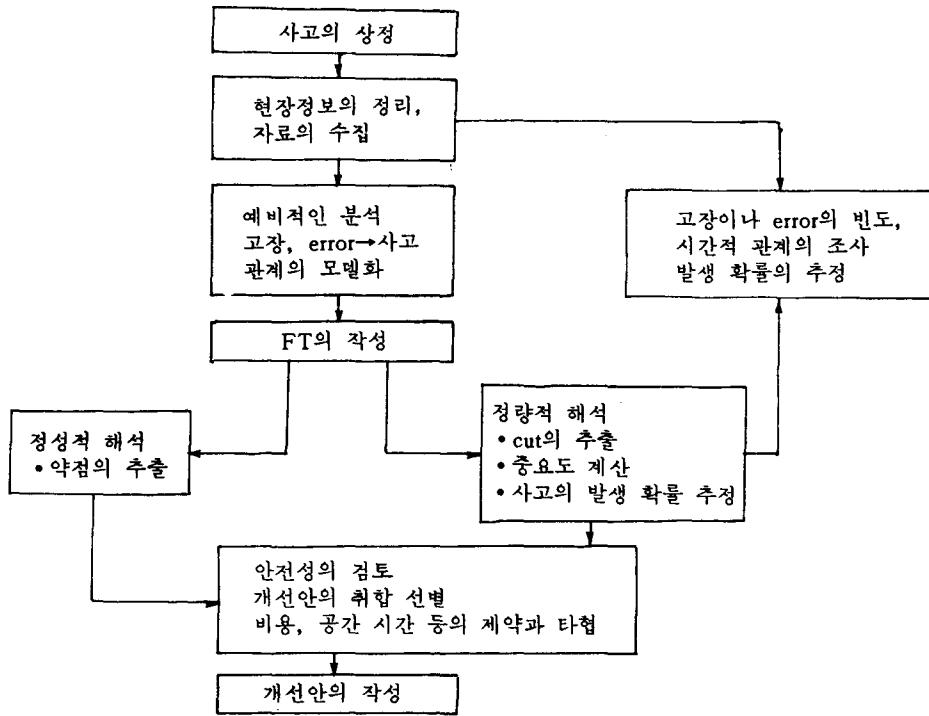 사고의 상정
현장정보의 정리,
자료의 수집
예비적인 분석
고장, error→사고
관계의 모델화
고장이나 error의 빈도,
시간적 관계의 조사
발생 확률의 추정
FT의 작성
정성적 해석
• 약점의 추출
정량적 해석
• cut의 추출
• 중요도 계산
• 사고의 발생 확률 추정
안전성의 검토
개선안의 취합 선별
비용, 공간 시간 등의 제약과 타협
개선안의 작성